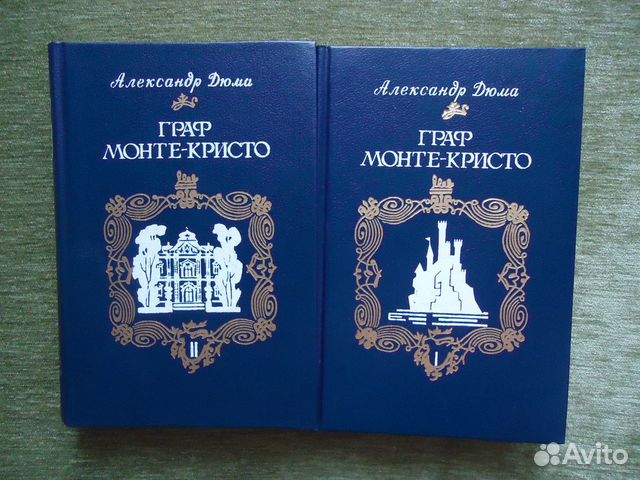 Александр Дюма
ГРАФ
МОНТЕ-КРИСТО
II
Александр Дюма
ГРАФ
МОНТЕ-КРИСТО
I
Avito